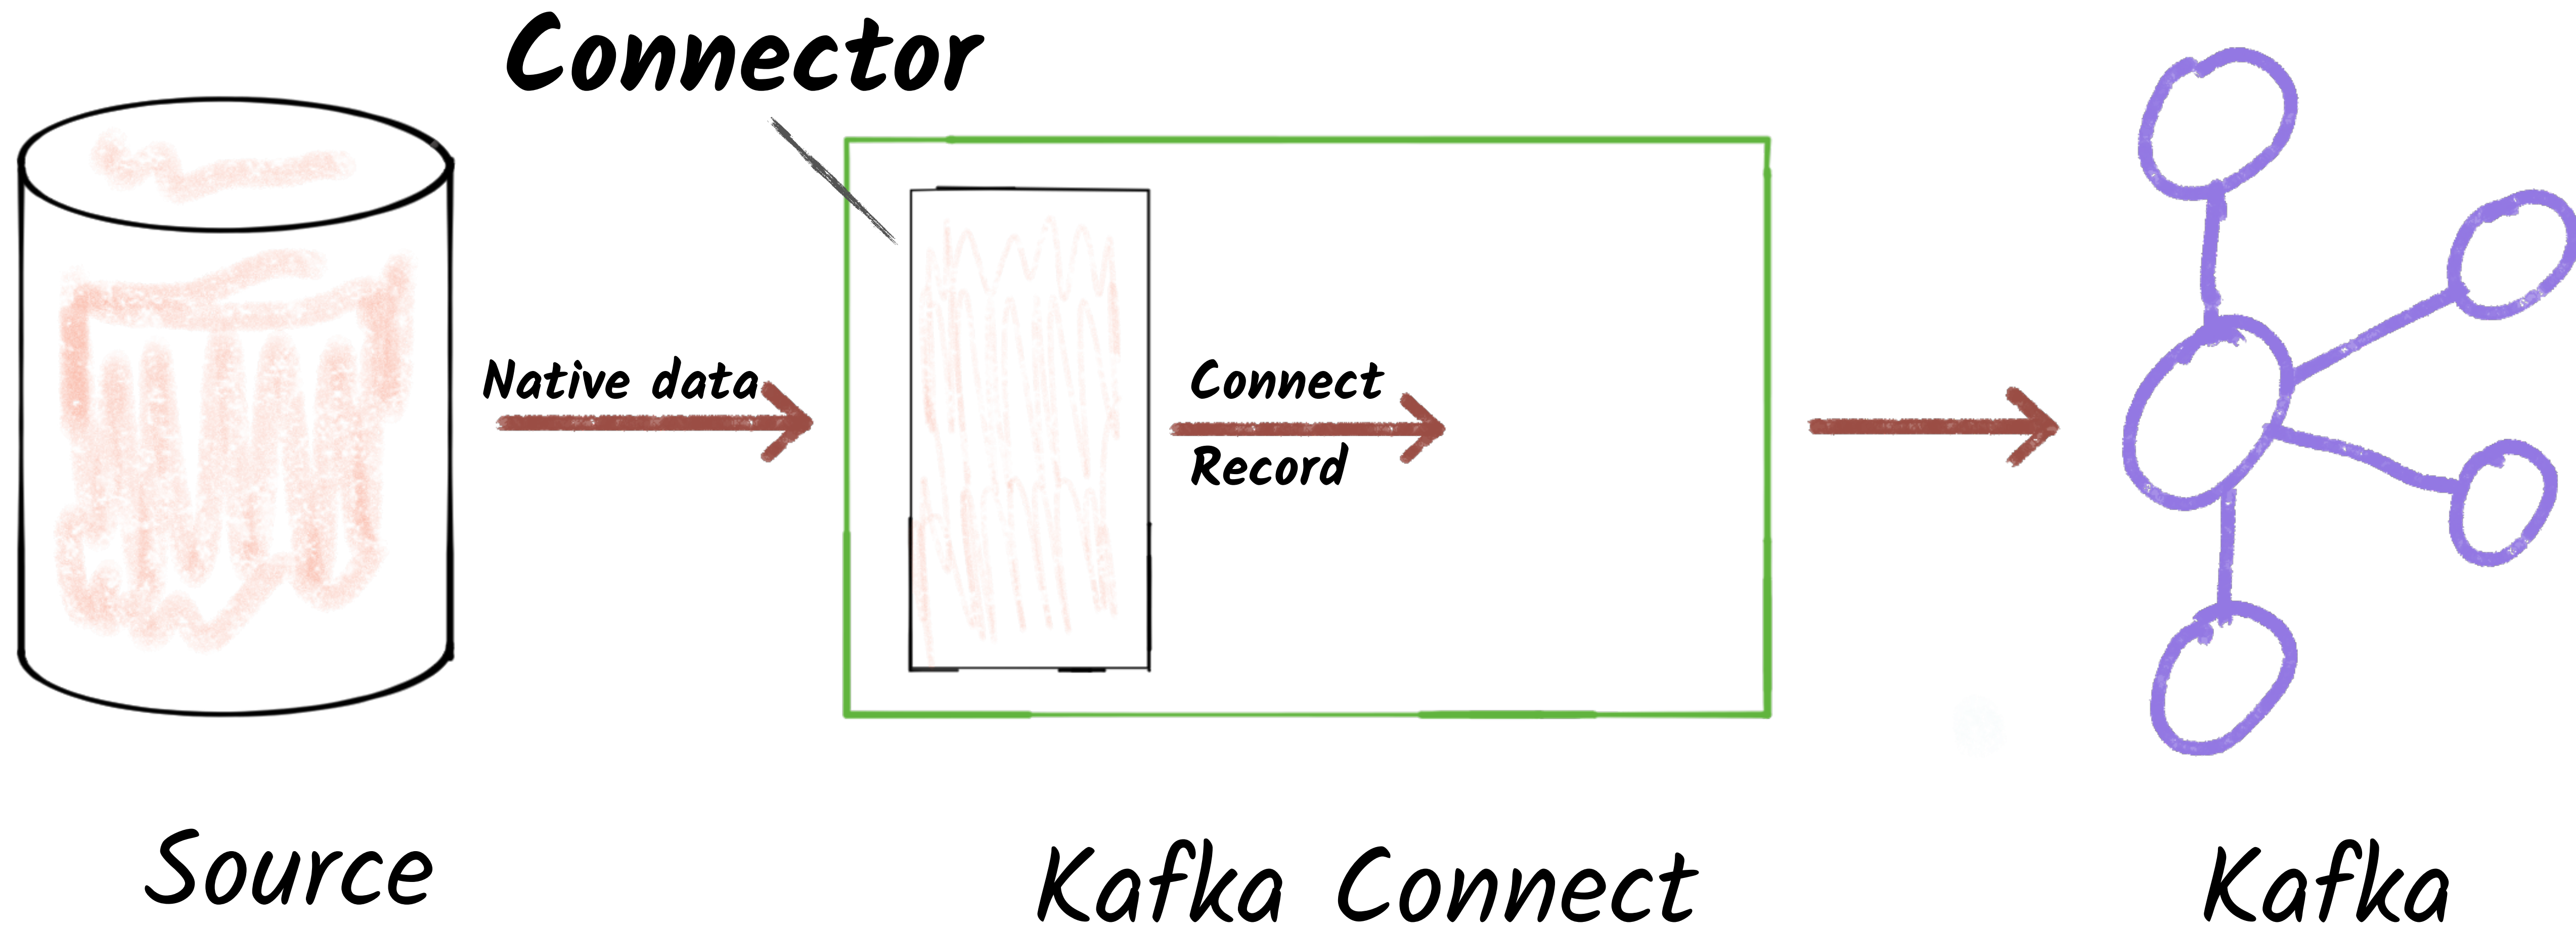 Connector
Native data
Connect
Record
Source
Kafka Connect
Kafka